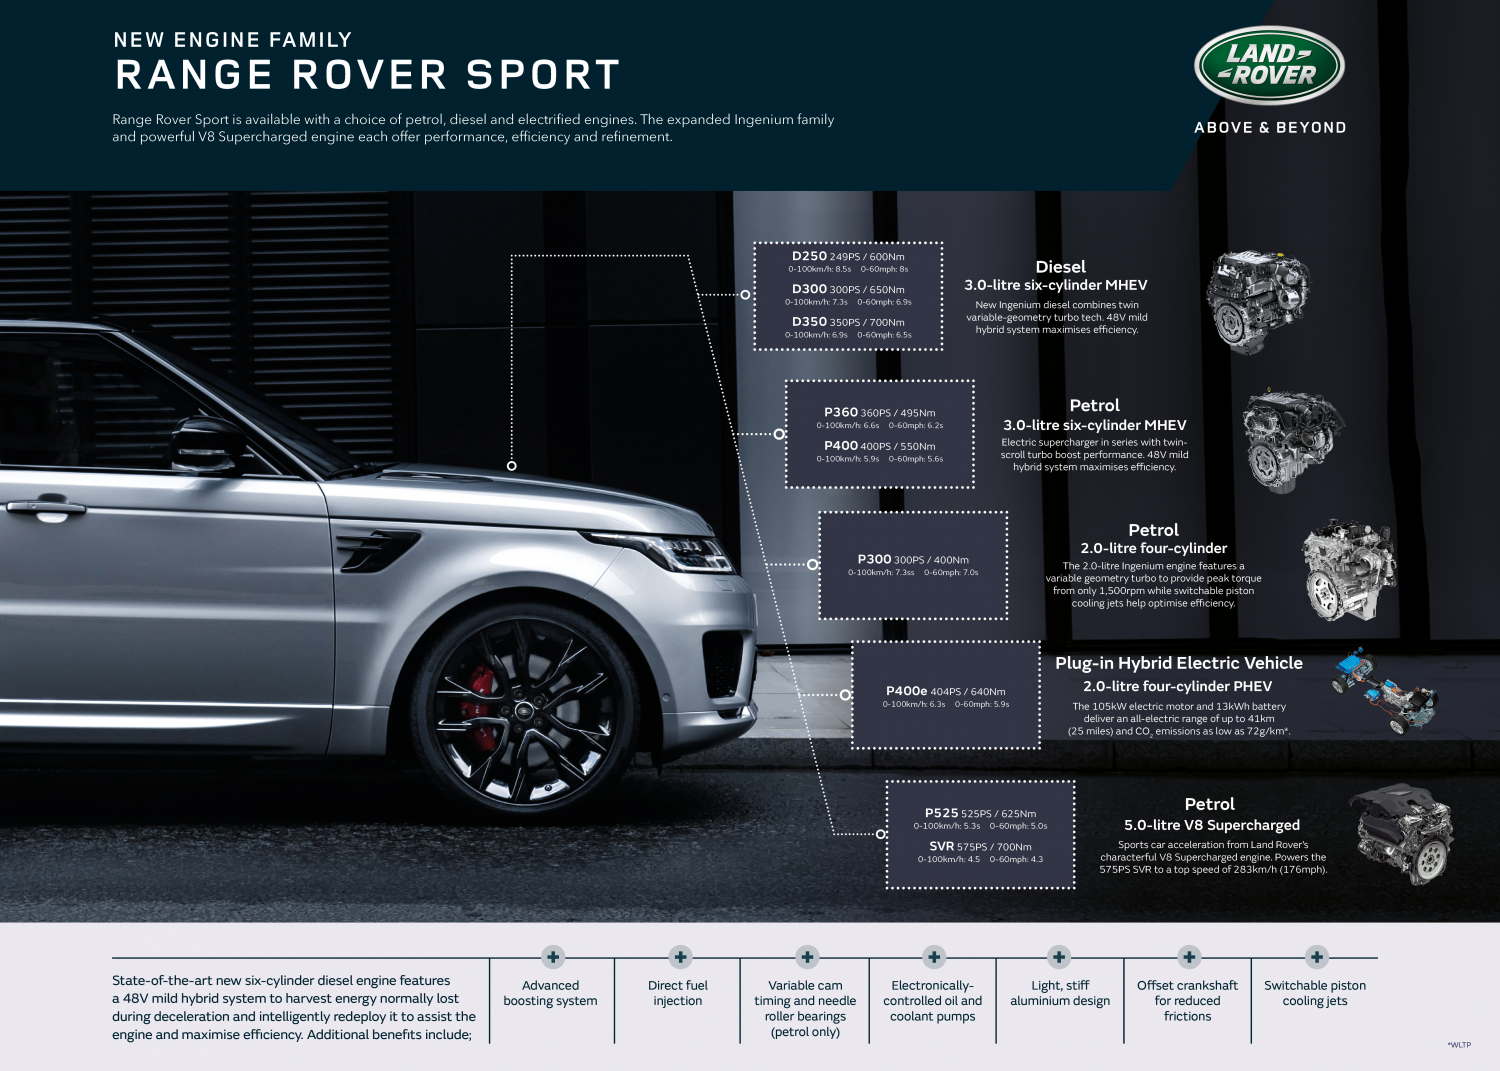 NEW ENGINE FAMILY
RANGE ROVER SPORT
Range Rover Sport is available with a choice of petrol, diesel and electrified engines. The expanded Ingenium family
and powerful V8 Supercharged engine each offer performance, efficiency and refinement.
LAND
ROVER
ABOVE & BEYOND
D250 249PS / 600Nm
0-100km/h: 8.5s 0-60mph: 8s
D300 300PS / 650Nm
0-100km/h: 7.3s 0-60mph: 6.9s
D350 350PS / 700Nm
0-100km/h: 6.9s 0-60mph: 6.5s
Diesel
3.0-litre six-cylinder MHEV
New Ingenium diesel combines twin
variable-geometry turbo tech. 48V mild
hybrid system maximises efficiency.
P360 360PS / 495Nm
0-100km/h: 6.6s 0-60mph: 6.2s
P400 400PS / 550Nm
0-100km/h: 5.9s 0-60mph: 5.6s
Petrol
3.0-litre six-cylinder MHEV
Electric supercharger in series with twin-
scroll turbo boost performance. 48V mild
hybrid system maximises efficiency.
P300 300PS / 400Nm
0-100km/h: 7.3ss 0-60mph: 7.0s
Petrol
2.0-litre four-cylinder
The 2.0-litre Ingenium engine features a
variable geometry turbo to provide peak torque
from only 1,500rpm while switchable piston
cooling jets help optimise efficiency.
P400e 404PS / 640Nm
0-100km/h: 6.3s 0-60mph: 5.9s
Plug-in Hybrid Electric Vehicle
2.0-litre four-cylinder PHEV
The 105kW electric motor and 13kWh battery
deliver an all-electric range of up to 41km
(25 miles) and CO₂ emissions as low as 72g/km*.
P525 525PS / 625Nm
0-100km/h: 5.3s 0-60mph: 5.0s
SVR 575PS / 700Nm
0-100km/h: 4.5 0-60mph: 4.3
Petrol
5.0-litre V8 Supercharged
Sports car acceleration from Land Rover's
characterful V8 Supercharged engine. Powers the
575PS SVR to a top speed of 283km/h (176mph).
State-of-the-art new six-cylinder diesel engine features
a 48V mild hybrid system to harvest energy normally lost
during deceleration and intelligently redeploy it to assist the
engine and maximise efficiency. Additional benefits include;
Advanced
boosting system
Direct fuel
injection
Variable cam
timing and needle
roller bearings
(petrol only)
Electronically-
controlled oil and
coolant pumps
Light, stiff
aluminium design
Offset crankshaft
for reduced
frictions
Switchable piston
cooling jets
*WLTP